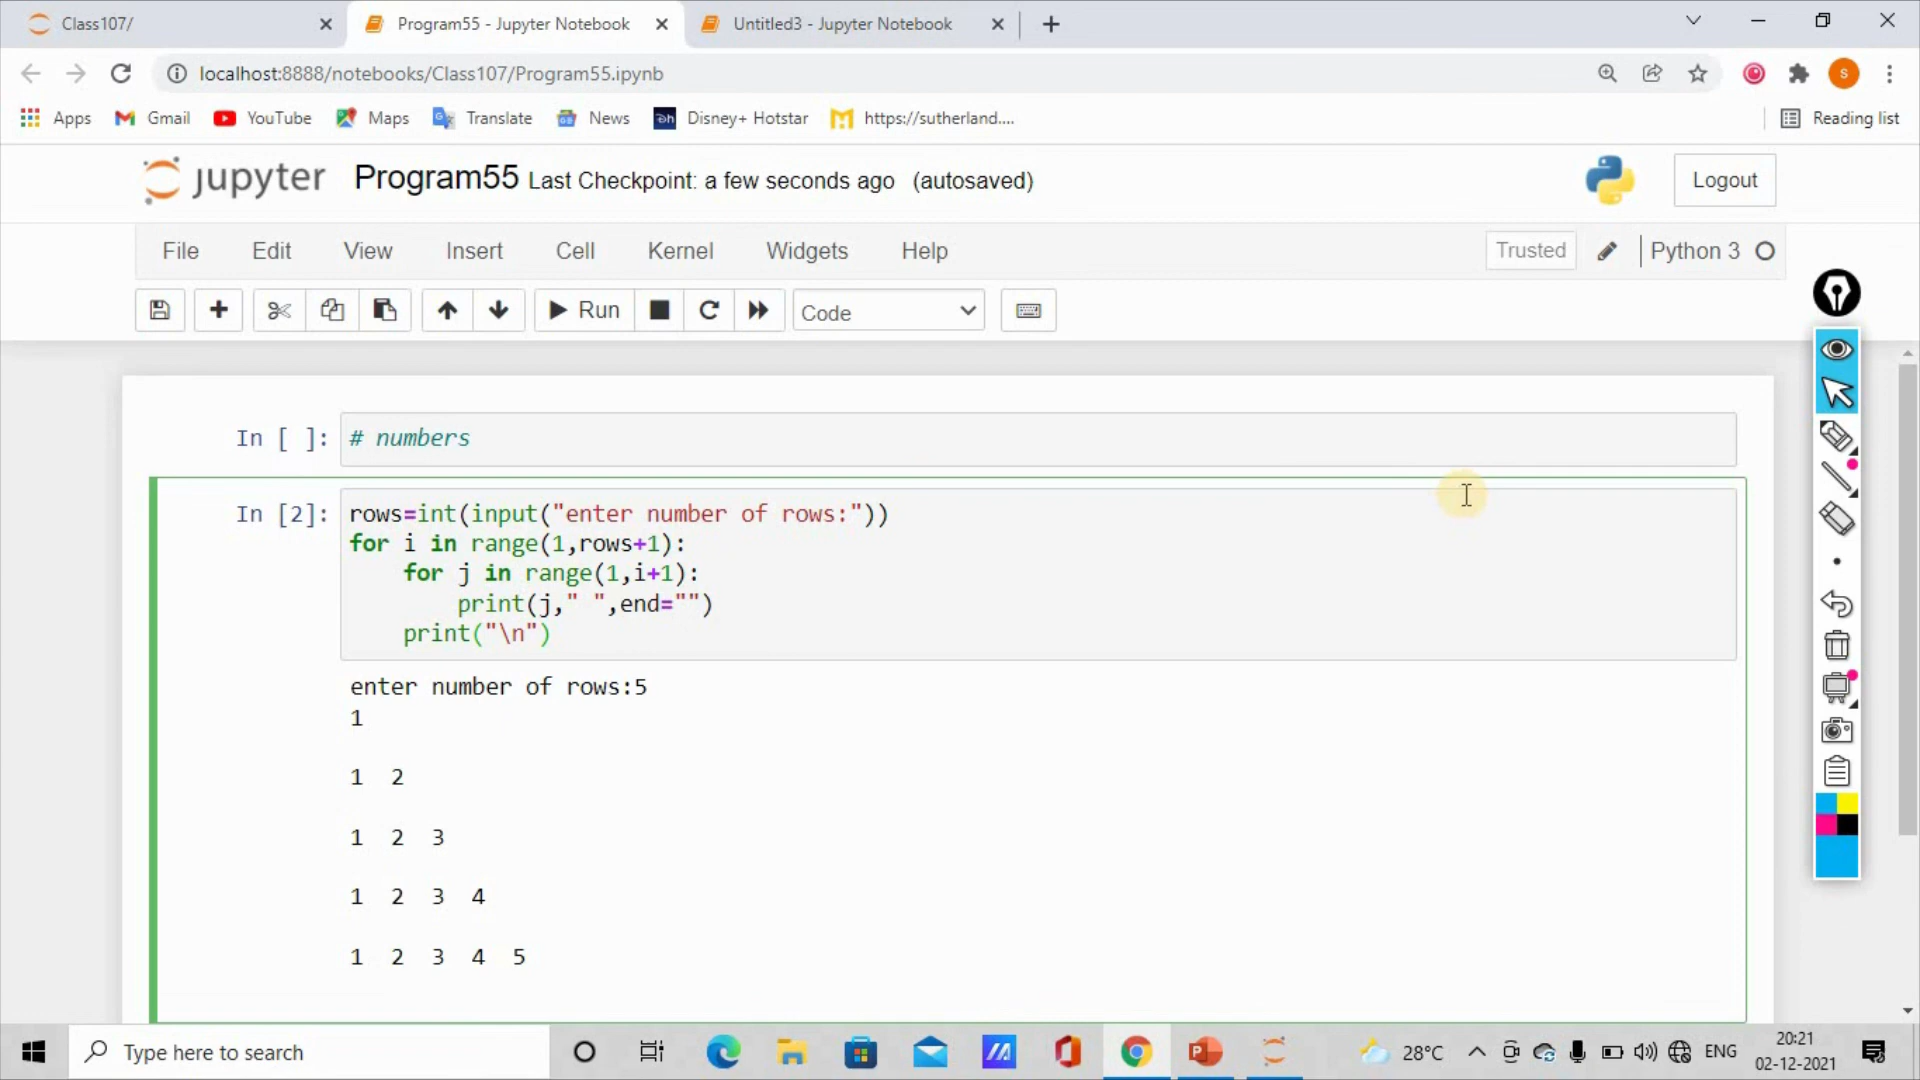 Class107/
Program55 - Jupyter Notebook
Untitled3 - Jupyter Notebook
localhost:8888/notebooks/Class107/Program55.ipynb
S
Apps
Gmail
YouTube
Maps
Translate
News
Disney+ Hotstar
https://sutherland....
Reading list
jupyter
Program55 Last Checkpoint: a few seconds ago (autosaved)
Logout
File Edit View Insert Cell Kernel Widgets Help
Trusted
Python 3
Run
Code
In [ ]: # numbers
In [2]: rows=int(input("enter number of rows:"))
for i in range(1,rows+1):
    for j in range(1,i+1):
        print(j," ",end="")
    print("\n")
enter number of rows:5
1
1  2
1  2  3
1  2  3  4
1  2  3  4  5
Type here to search
28°C
ENG
20:21
02-12-2021